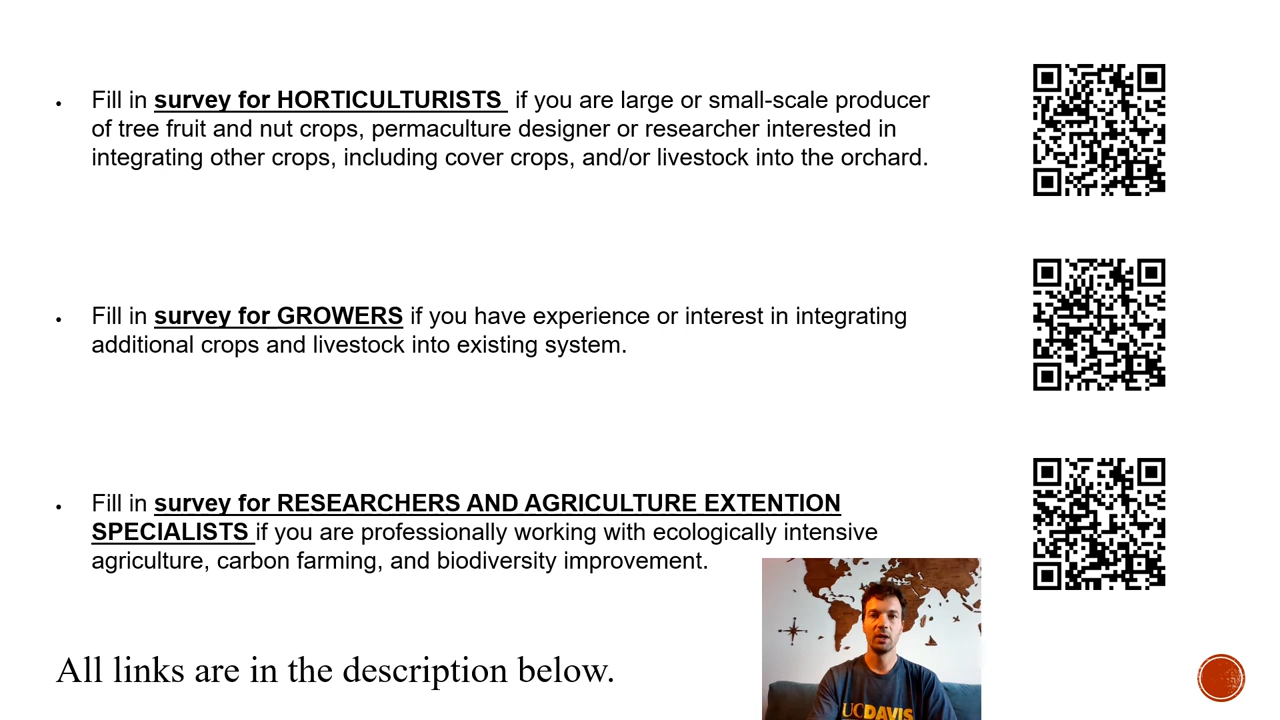 Fill in survey for HORTICULTURISTS if you are large or small-scale producer
of tree fruit and nut crops, permaculture designer or researcher interested in
integrating other crops, including cover crops, and/or livestock into the orchard.
Fill in survey for GROWERS if you have experience or interest in integrating
additional crops and livestock into existing system.
Fill in survey for RESEARCHERS AND AGRICULTURE EXTENTION
SPECIALISTS if you are professionally working with ecologically intensive
agriculture, carbon farming, and biodiversity improvement.
UCDAVIS
All links are in the description below.